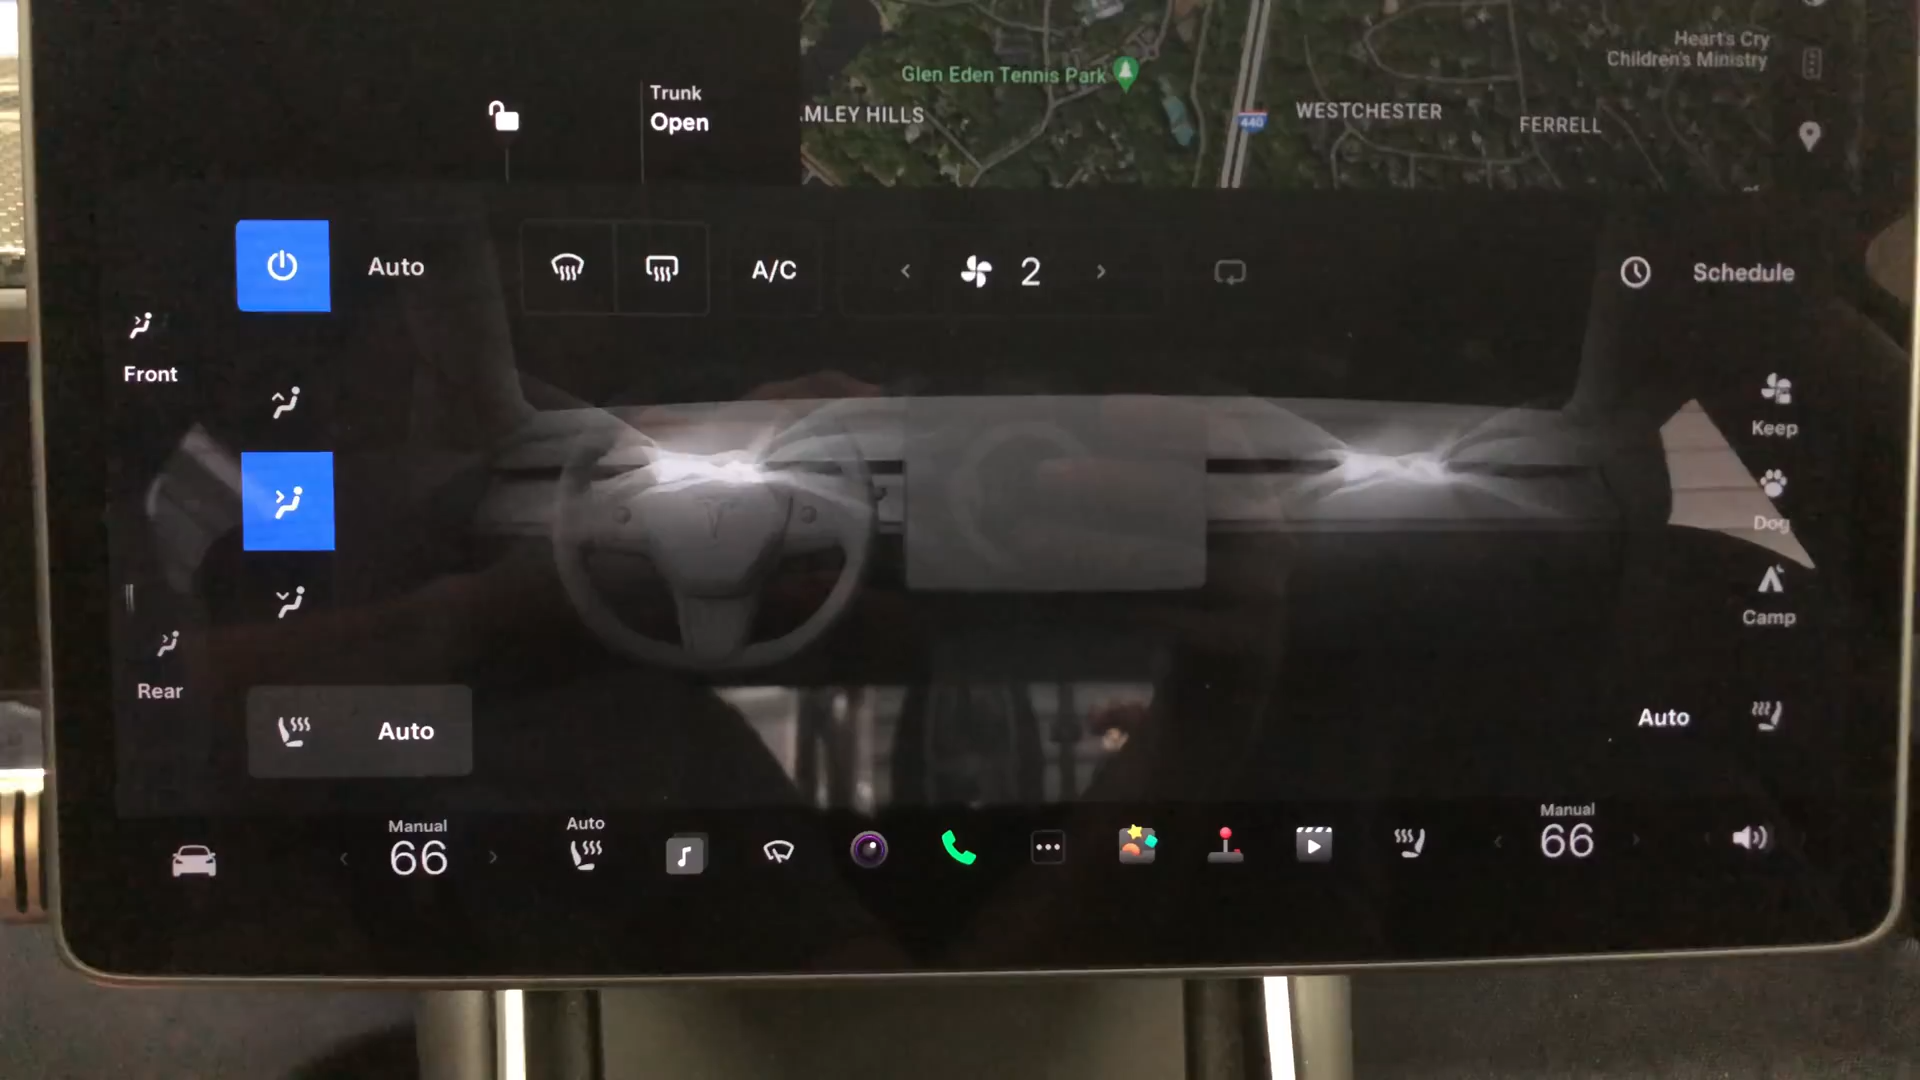 Heart's Cry
Children's Ministry
Glen Eden Tennis Park
Trunk
Open
MLEY HILLS
440
WESTCHESTER
FERRELL
Auto
A/C
2
Schedule
Front
Keep
Dog
Camp
Rear
Auto
Auto
Manual
66
Auto
Manual
66